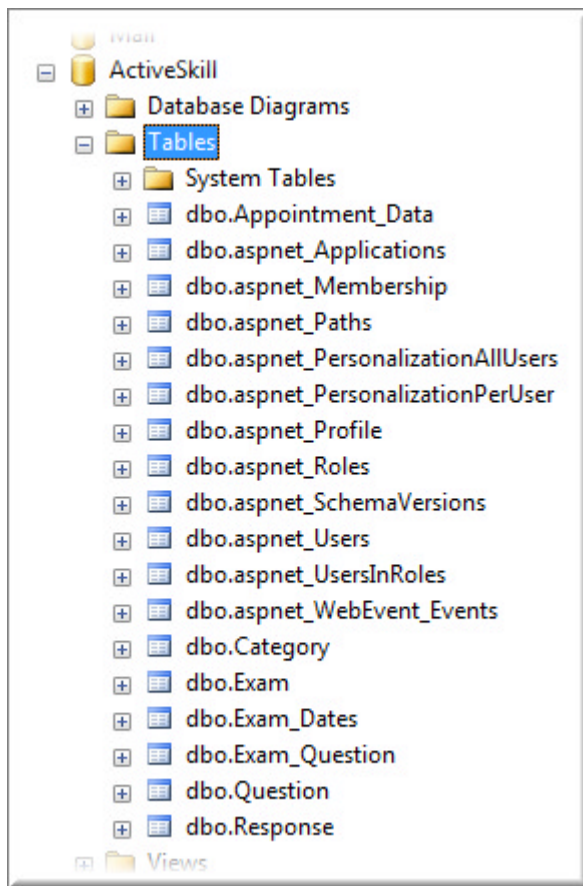 Mail
ActiveSkill
Database Diagrams
Tables
System Tables
dbo.Appointment_Data
dbo.aspnet_Applications
dbo.aspnet_Membership
dbo.aspnet_Paths
dbo.aspnet_PersonalizationAllUsers
dbo.aspnet_PersonalizationPerUser
dbo.aspnet_Profile
dbo.aspnet_Roles
dbo.aspnet_SchemaVersions
dbo.aspnet_Users
dbo.aspnet_UsersInRoles
dbo.aspnet_WebEvent_Events
dbo.Category
dbo.Exam
dbo.Exam_Dates
dbo.Exam_Question
dbo.Question
dbo.Response
Views